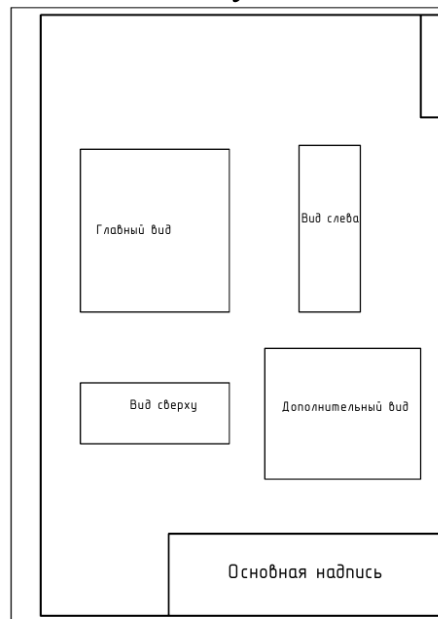 Главный вид
Вид слева
Вид сверху
Дополнительный вид
Основная надпись